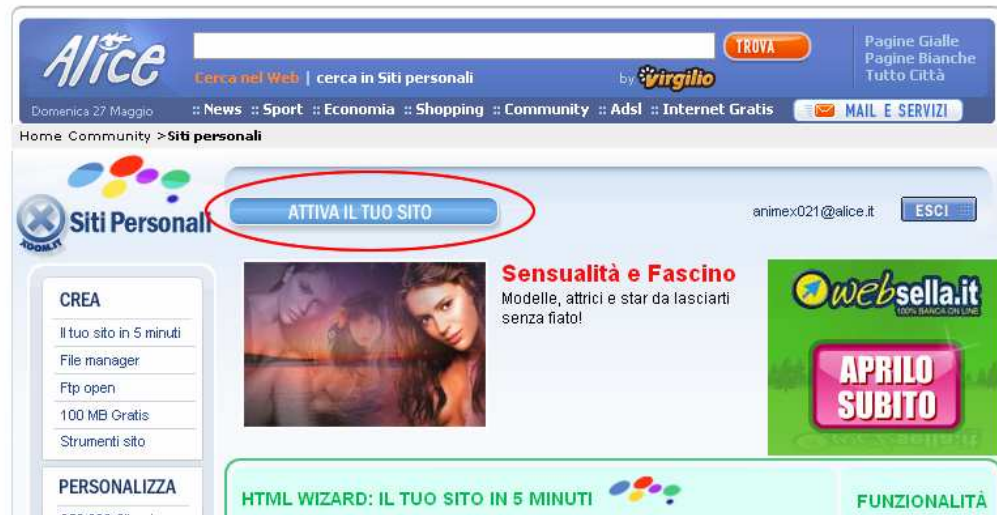 Alice
TROVA
Cerca nel Web | cerca in Siti personali
by Virgilio
Pagine Gialle
Pagine Bianche
Tutto Città
Domenica 27 Maggio
:: News :: Sport :: Economia :: Shopping :: Community :: Adsl :: Internet Gratis
MAIL E SERVIZI
Home Community >Siti personali
XOOM.IT
Siti Personali
ATTIVA IL TUO SITO
animex021@alice.it
ESCI
CREA
Il tuo sito in 5 minuti
File manager
Ftp open
100 MB Gratis
Strumenti sito
PERSONALIZZA
Sensualità e Fascino
Modelle, attrici e star da lasciarti
senza fiato!
websella.it
100% BANCA ON LINE
APRILO
SUBITO
HTML WIZARD: IL TUO SITO IN 5 MINUTI
FUNZIONALITÀ